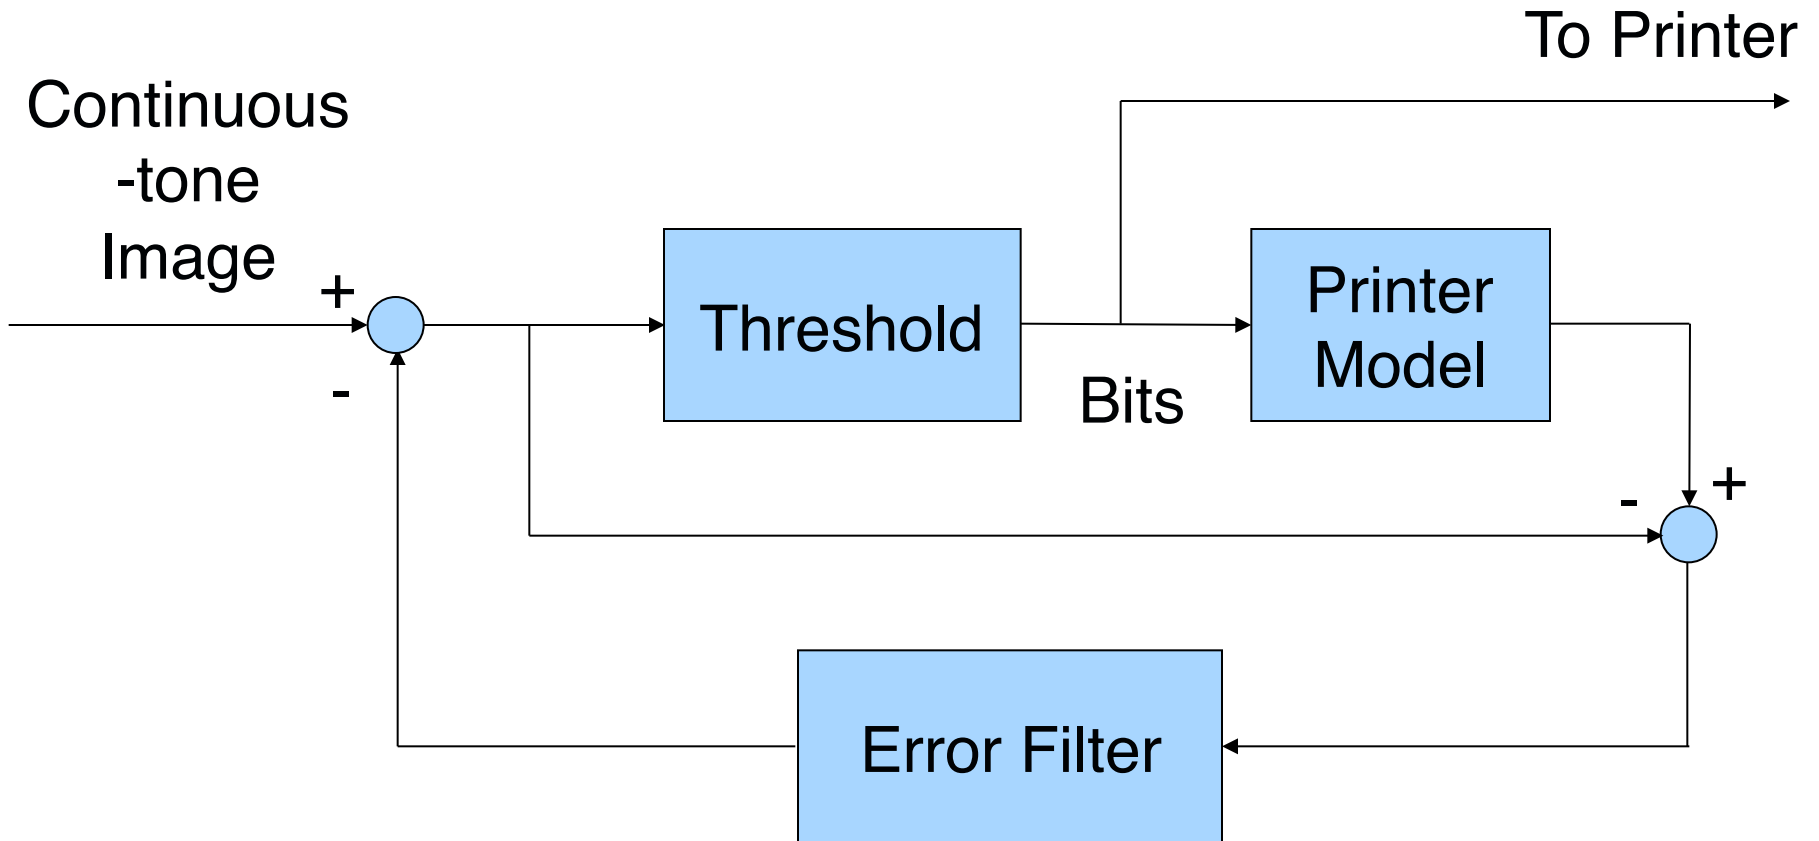 To Printer
Continuous
-tone
Image
+
-
Threshold
Bits
Printer
Model
-
+
Error Filter